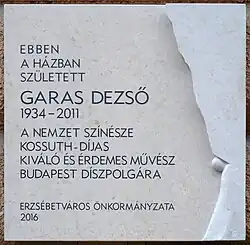 EBBEN
A HÁZBAN
SZÜLETETT
GARAS DEZSŐ
1934-2011
A NEMZET SZÍNÉSZE
KOSSUTH-DÍJAS
KIVÁLÓ ÉS ÉRDEMES MŰVÉSZ
BUDAPEST DÍSZPOLGÁRA
ERZSÉBETVÁROS ÖNKORMÁNYZATA
2016